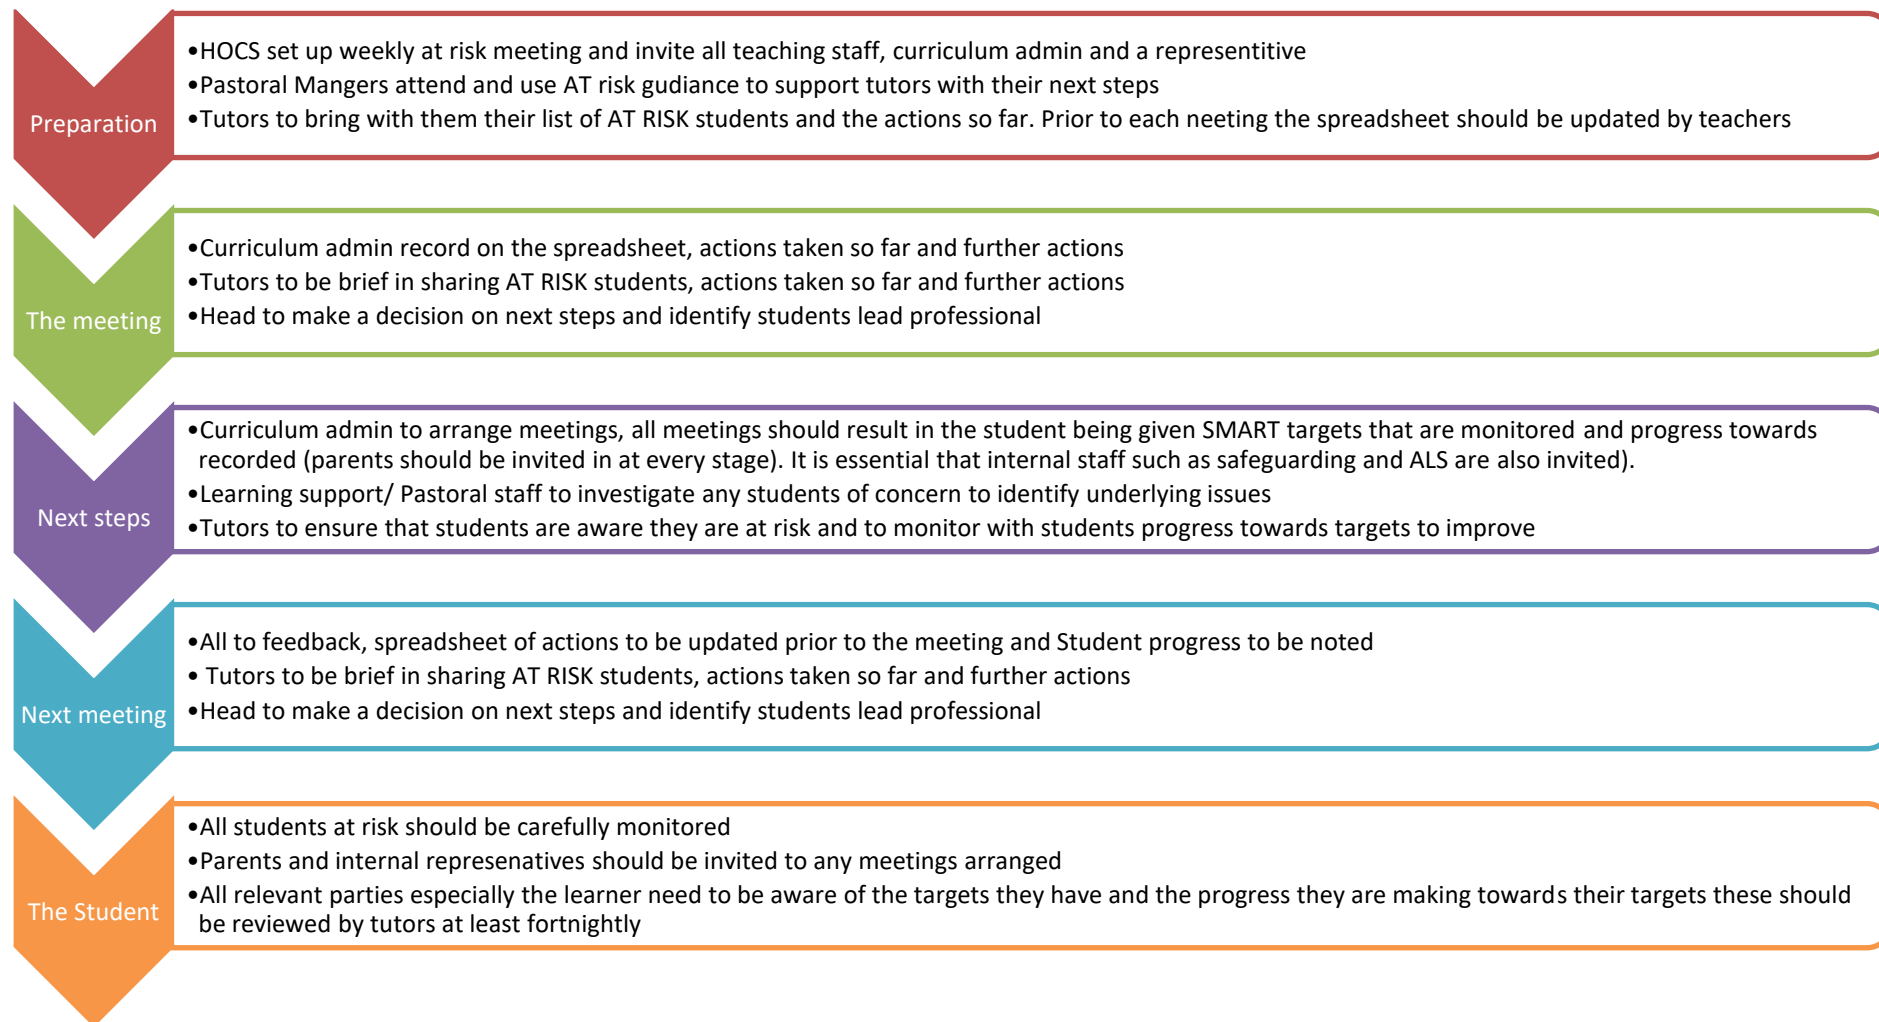 Preparation
•HOCS set up weekly at risk meeting and invite all teaching staff, curriculum admin and a representitive
•Pastoral Mangers attend and use AT risk gudiance to support tutors with their next steps
•Tutors to bring with them their list of AT RISK students and the actions so far. Prior to each neeting the spreadsheet should be updated by teachers
The meeting
•Curriculum admin record on the spreadsheet, actions taken so far and further actions
•Tutors to be brief in sharing AT RISK students, actions taken so far and further actions
•Head to make a decision on next steps and identify students lead professional
Next steps
•Curriculum admin to arrange meetings, all meetings should result in the student being given SMART targets that are monitored and progress towards
recorded (parents should be invited in at every stage). It is essential that internal staff such as safeguarding and ALS are also invited).
•Learning support/ Pastoral staff to investigate any students of concern to identify underlying issues
•Tutors to ensure that students are aware they are at risk and to monitor with students progress towards targets to improve
Next meeting
•All to feedback, spreadsheet of actions to be updated prior to the meeting and Student progress to be noted
• Tutors to be brief in sharing AT RISK students, actions taken so far and further actions
•Head to make a decision on next steps and identify students lead professional
The Student
•All students at risk should be carefully monitored
•Parents and internal represenatives should be invited to any meetings arranged
•All relevant parties especially the learner need to be aware of the targets they have and the progress they are making towards their targets these should
be reviewed by tutors at least fortnightly